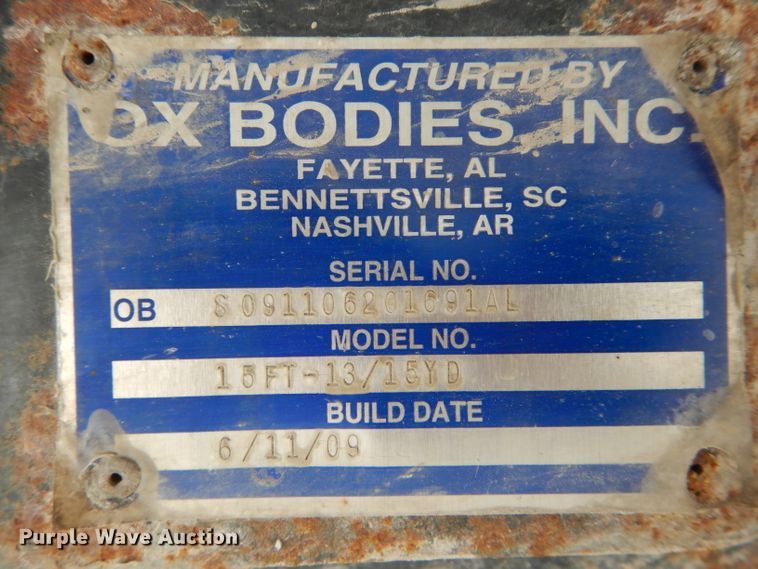 MANUFACTURED BY
OX BODIES, INC.
FAYETTE, AL
BENNETTSVILLE, SC
NASHVILLE, AR
SERIAL NO.
OB S091106201691AL
MODEL NO.
15FT-13/15YD
BUILD DATE
6/11/09
Purple Wave Auction